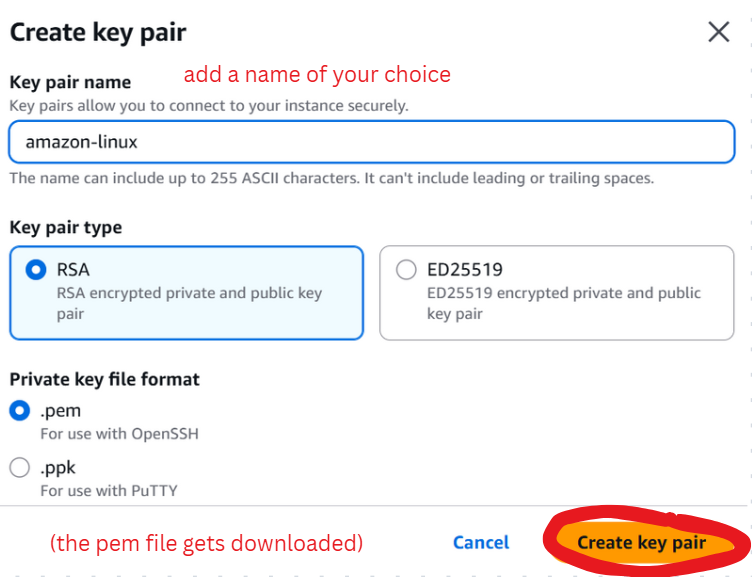 Create key pair
add a name of your choice
Key pair name
Key pairs allow you to connect to your instance securely.
amazon-linux
The name can include up to 255 ASCII characters. It can't include leading or trailing spaces.
Key pair type
RSA
RSA encrypted private and public key
pair
ED25519
ED25519 encrypted private and public
key pair
Private key file format
.pem
For use with OpenSSH
.ppk
For use with PuTTY
(the pem file gets downloaded)
Cancel
Create key pair